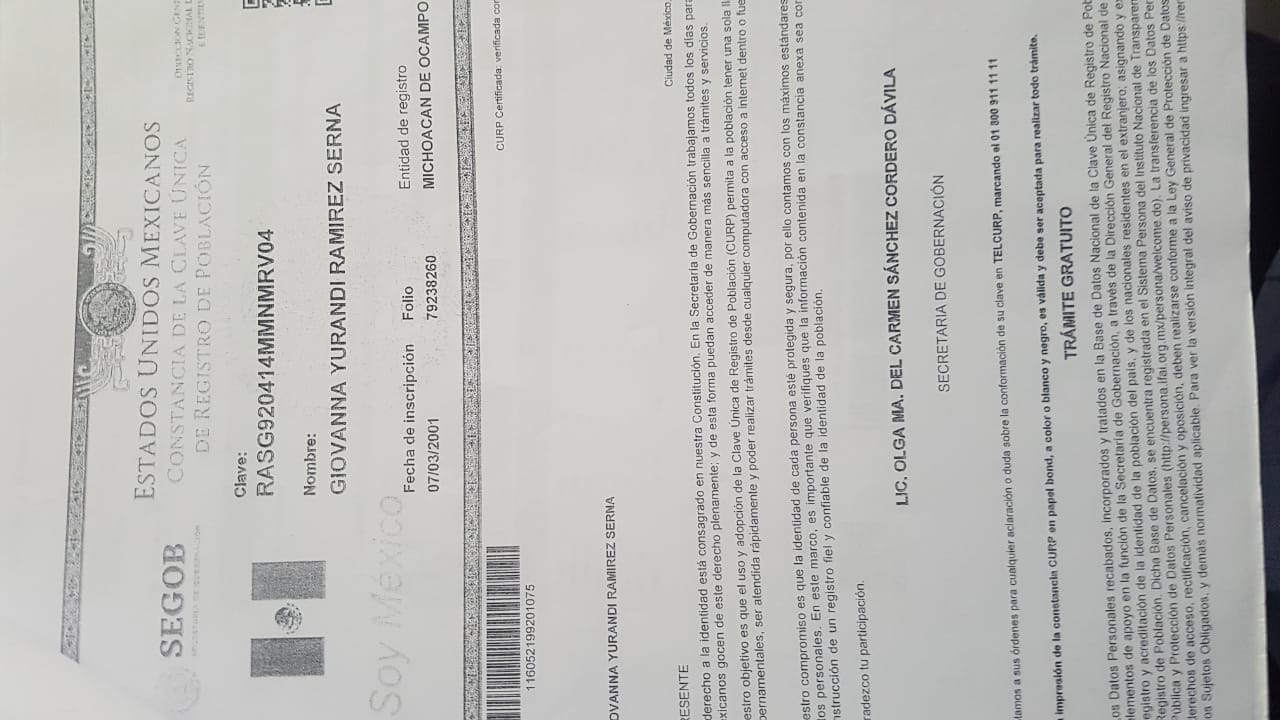 SEGOB
SECRETARÍA DE GOBERNACIÓN
ESTADOS UNIDOS MEXICANOS
CONSTANCIA DE LA CLAVE ÚNICA
DE REGISTRO DE POBLACIÓN
DIRECCIÓN GEN
REGISTRO NACIONAL D
E IDENTI
Clave:
RASG920414MMNMRV04
Nombre:
GIOVANNA YURANDI RAMIREZ SERNA
Soy México
Fecha de inscripción
Folio
Entidad de registro
07/03/2001
79238260
MICHOACAN DE OCAMPO
116052199201075
CURP Certificada: verificada con
OVANNA YURANDI RAMIREZ SERNA
Ciudad de México,
RESENTE
derecho a la identidad está consagrado en nuestra Constitución. En la Secretaría de Gobernación trabajamos todos los días par
xicanos gocen de este derecho plenamente; y de esta forma puedan acceder de manera más sencilla a trámites y servicios.
estro objetivo es que el uso y adopción de la Clave Única de Registro de Población (CURP) permita a la población tener una sola ll
bernamentales, ser atendida rápidamente y poder realizar trámites desde cualquier computadora con acceso a internet dentro o fue
estro compromiso es que la identidad de cada persona esté protegida y segura, por ello contamos con los máximos estándares
os personales. En este marco, es importante que verifiques que la información contenida en la constancia anexa sea cor
nstrucción de un registro fiel y confiable de la identidad de la población.
radezco tu participación.
LIC. OLGA MA. DEL CARMEN SÁNCHEZ CORDERO DÁVILA
SECRETARIA DE GOBERNACIÓN
tamos a sus órdenes para cualquier aclaración o duda sobre la conformación de su clave en TELCURP, marcando el 01 800 911 11 11
a impresión de la constancia CURP en papel bond, a color o blanco y negro, es válida y debe ser aceptada para realizar todo trámite.
TRÁMITE GRATUITO
os Datos Personales recabados, incorporados y tratados en la Base de Datos Nacional de la Clave Única de Registro de Pob
lementos de apoyo en la función de la Secretaría de Gobernación, a través de la Dirección General del Registro Nacional de
egistro y acreditación de la identidad de la población del país, y de los nacionales residentes en el extranjero; asignando y ex
Registro de Población. Dicha Base de Datos, se encuentra registrada en el Sistema Persona del Instituto Nacional de Transparen
Pública y Protección de Datos Personales (http://persona.ifai.org.mx/persona/welcome.do). La transferencia de los Datos Per
derechos de acceso, rectificación, cancelación y oposición, deben realizarse conforme a la Ley General de Protección de Datos
os Sujetos Obligados, y demás normatividad aplicable. Para ver la versión integral del aviso de privacidad ingresar a https://ren